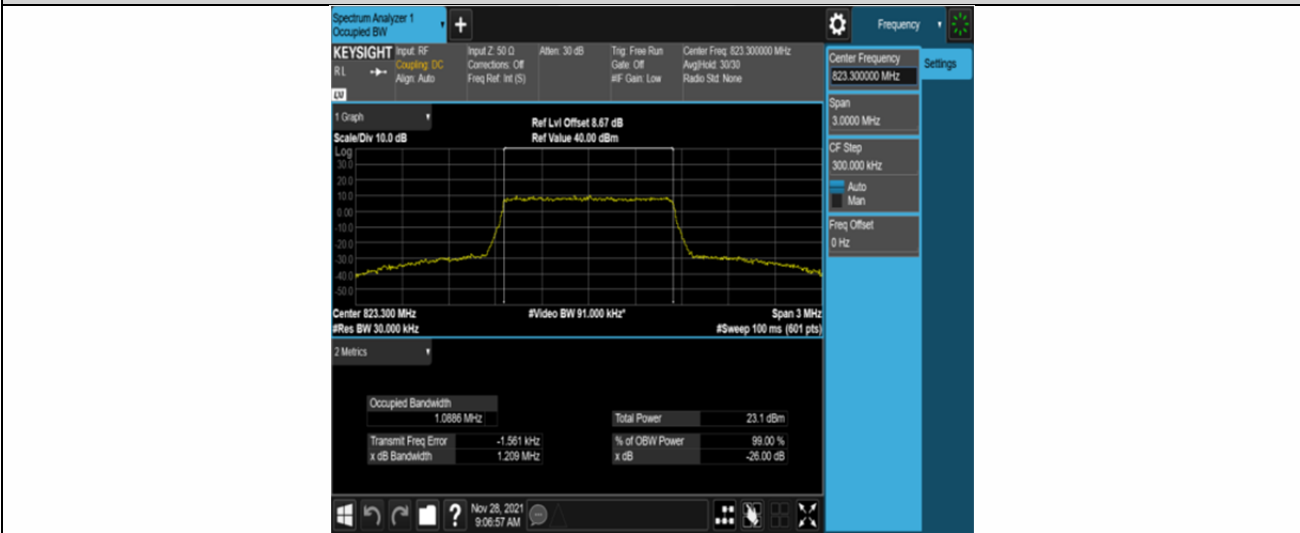 Spectrum Analyzer 1
Occupied BW
+
Frequency
KEYSIGHT
RL
LM
Input: RF
Coupling: DC
Align: Auto
Input Z: 50 Ω
Corrections: Off
Freq Ref: Int (S)
Atten: 30 dB
Trig: Free Run
Gate: Off
#IF Gain: Low
Center Freq: 823.300000 MHz
Avg|Hold: 30/30
Radio Std: None
Center Frequency
823.300000 MHz
Settings
Span
3.0000 MHz
CF Step
300.000 kHz
Auto
Man
Freq Offset
0 Hz
1 Graph
Ref Lvl Offset 8.67 dB
Scale/Div 10.0 dB
Ref Value 40.00 dBm
Log
30.0
20.0
10.0
0.00
-10.0
-20.0
-30.0
-40.0
-50.0
Center 823.300 MHz
#Video BW 91.000 kHz*
Span 3 MHz
#Res BW 30.000 kHz
#Sweep 100 ms (601 pts)
2 Metrics
Occupied Bandwidth
1.0886 MHz
Total Power 23.1 dBm
Transmit Freq Error -1.561 kHz
% of OBW Power 99.00 %
x dB Bandwidth 1.209 MHz
x dB -26.00 dB
?
Nov 28, 2021
9:06:57 AM